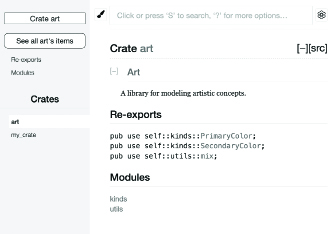 Crate art
See all art's items
Re-exports
Modules
Crates
art
my_crate
Click or press 'S' to search, '?' for more options…
Crate art
[−][src]
[−] Art
A library for modeling artistic concepts.
Re-exports
pub use self::kinds::PrimaryColor;
pub use self::kinds::SecondaryColor;
pub use self::utils::mix;
Modules
kinds
utils